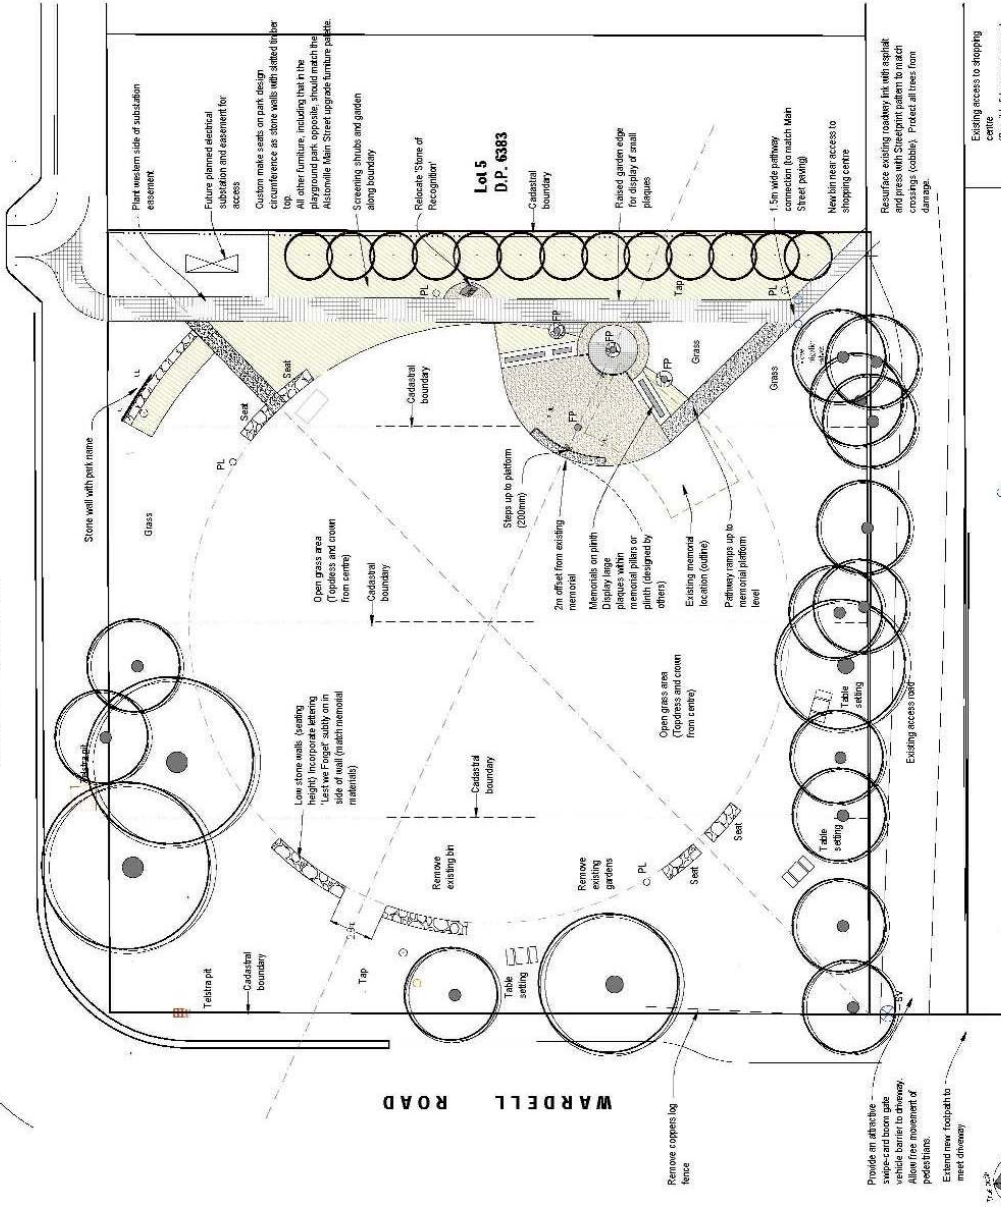 Plant western side of substation
easement
Future planned electrical
substation and easement for
access
Custom make seats on park design
circumference as stone walls with slatted timber
top.
All other furniture, including that in the
playground park opposite, should match the
Alstonville Main Street upgrade furniture palette.
Screening shrubs and garden
along boundary
Relocate 'Stone of
Recognition'
Lot 5
D.P. 6383
Cadastral
boundary
Raised garden edge
for display of small
plaques
1.5m wide pathway
connection (to match Main
Street paving)
New bin near access to
shopping centre
Resurface existing roadway link with asphalt
and press with Streetprint pattern to match
crossings (cobble). Protect all trees from
damage.
Existing access to shopping
centre
Stone wall with park name
Grass
Seat
Seat
PL
PL
Cadastral
boundary
FP
FP
FP
FP
Tap
PL
Grass
Grass
Steps up to platform
(200mm)
2m offset from existing
memorial
Memorials on plinth
Display large
plaques within
memorial pillars or
plinth (designed by
others)
Existing memorial
location (outline)
Pathway ramps up to
memorial platform
level
Open grass area
(Topdress and crown
from centre)
Cadastral
boundary
Open grass area
(Topdress and crown
from centre)
Table
setting
Existing access road
Telstra pit
Low stone walls (seating
height) Incorporate lettering
'Lest we Forget' subtly on in
side of wall (match memorial
materials)
Cadastral
boundary
Seat
Seat
PL
Table
setting
Remove
existing bin
Remove
existing
gardens
Telstra pit
Cadastral
boundary
Tap
Table
setting
SV
WARDELL ROAD
Remove coppers log
fence
Provide an attractive
swipe-card boom gate
vehicle barrier to driveway.
Allow free movement of
pedestrians.
Extend new footpath to
meet driveway